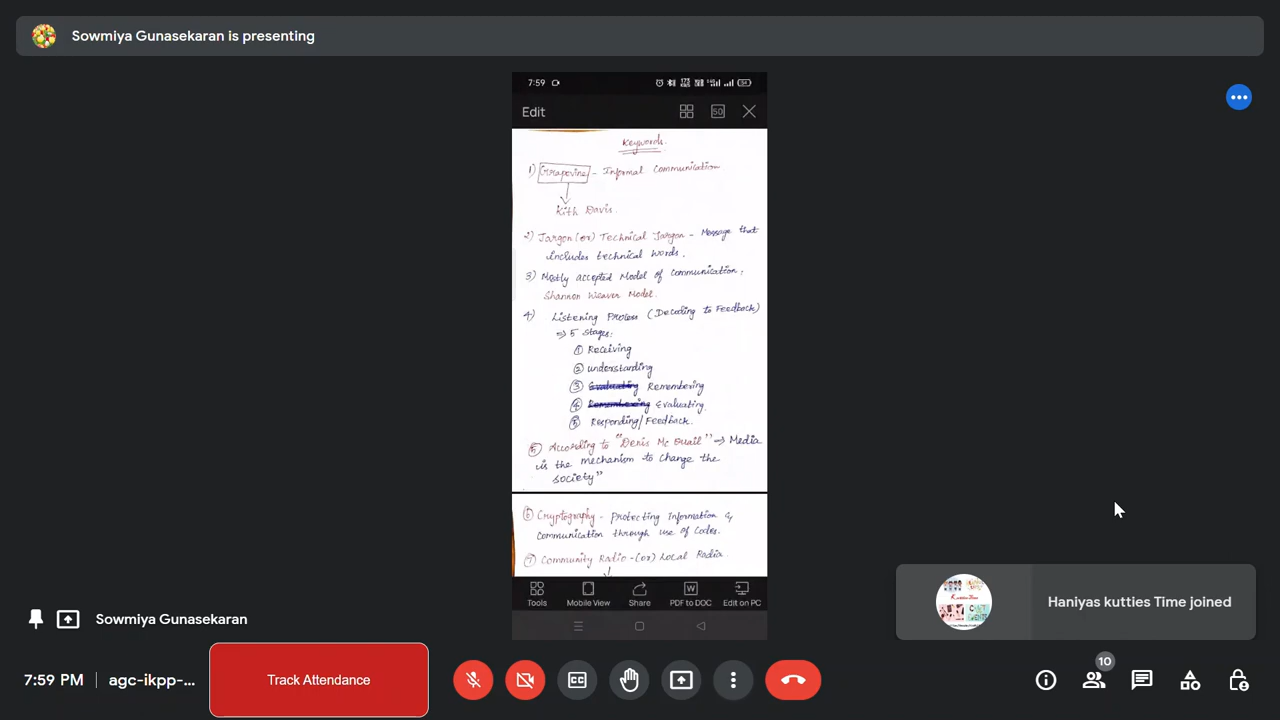 Sowmiya Gunasekaran is presenting
7:59
Edit
50
Keywords.
1) Grapevine - Informal Communication
Kith Davis.
2) Jargon (or) Technical Jargon - Message that
includes technical words.
3) Mostly accepted Model of Communication:
Shannon Weaver Model.
4) Listening Process (Decoding to Feedback)
⇒ 5 Stages:
① Receiving
② understanding
③ Evaluating Remembering
④ Remembering Evaluating.
⑤ Responding/Feedback.
⑤ According to "Denis Mc Quail" → Media
is the mechanism to change the
society"
⑥ Cryptography - Protecting Information &
Communication through use of Codes.
⑦ Community Radio - (or) Local Radio
Tools
Mobile View
Share
PDF to DOC
Edit on PC
Haniyas kutties Time joined
Sowmiya Gunasekaran
7:59 PM | agc-ikpp-...
Track Attendance
10